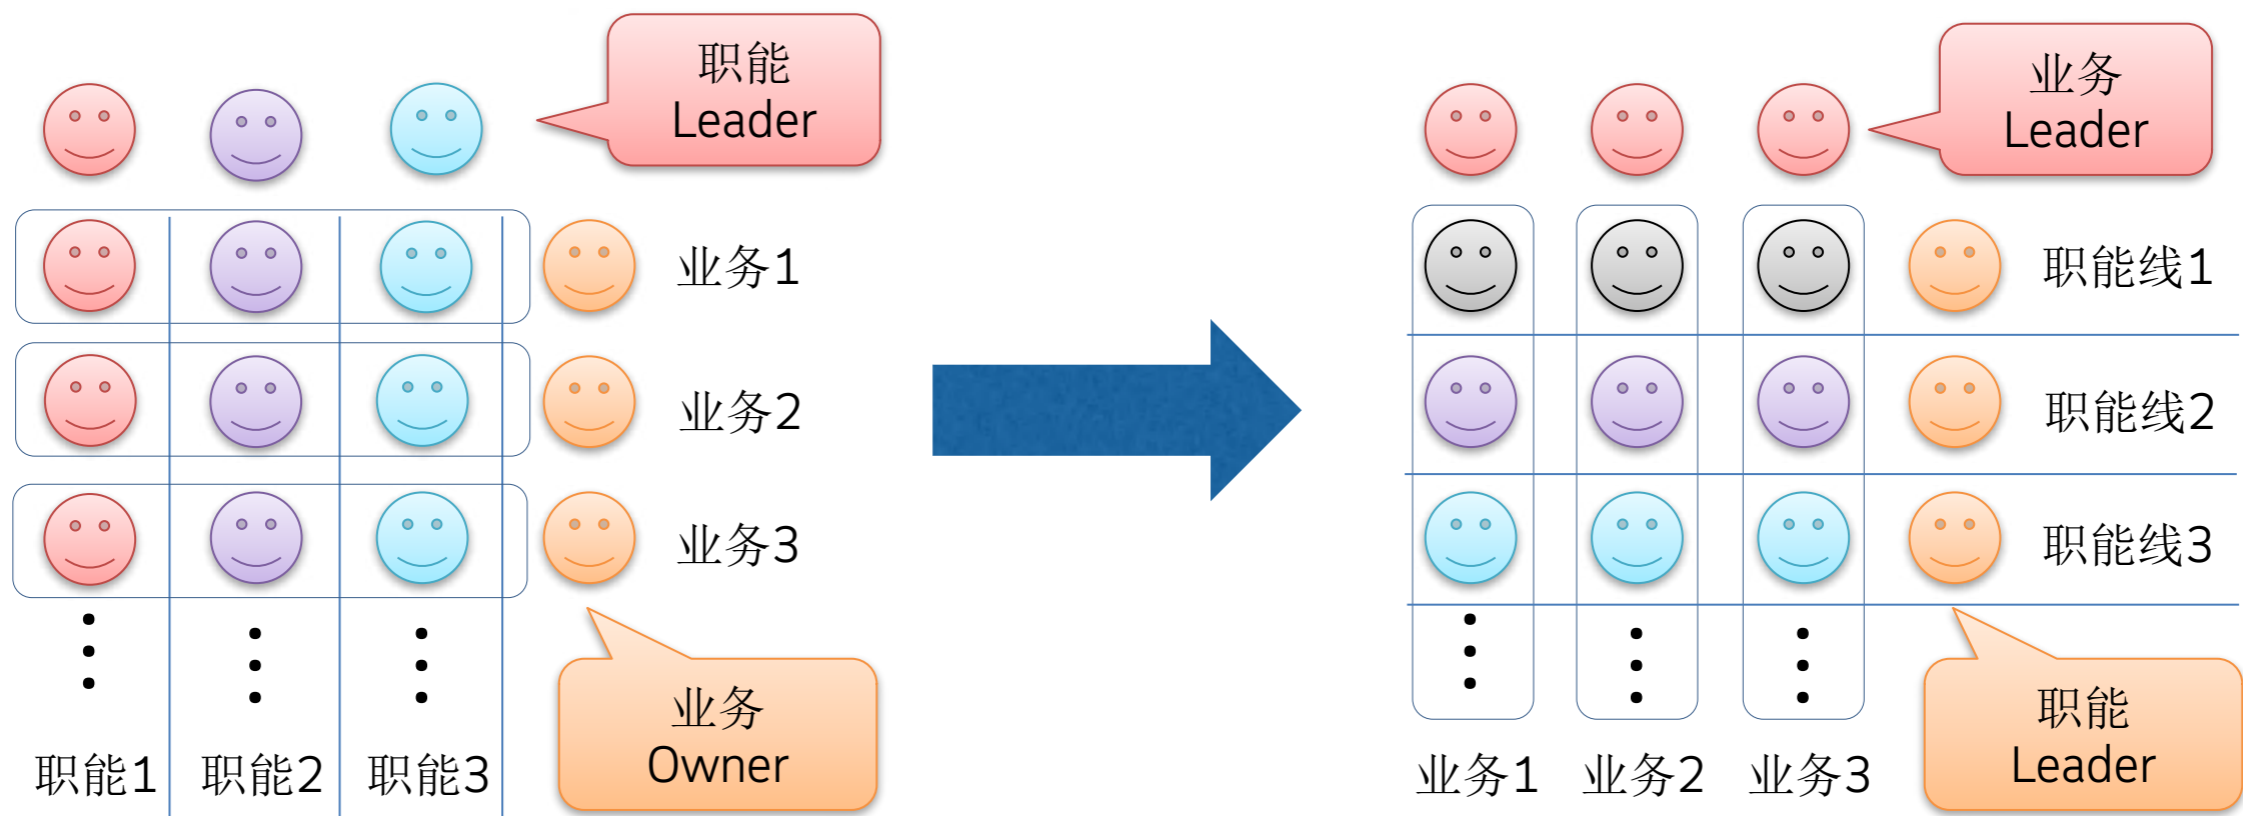 职能
Leader
业务1
业务2
业务3
业务
Owner
职能1
职能2
职能3
业务
Leader
职能线1
职能线2
职能线3
职能
Leader
业务1
业务2
业务3